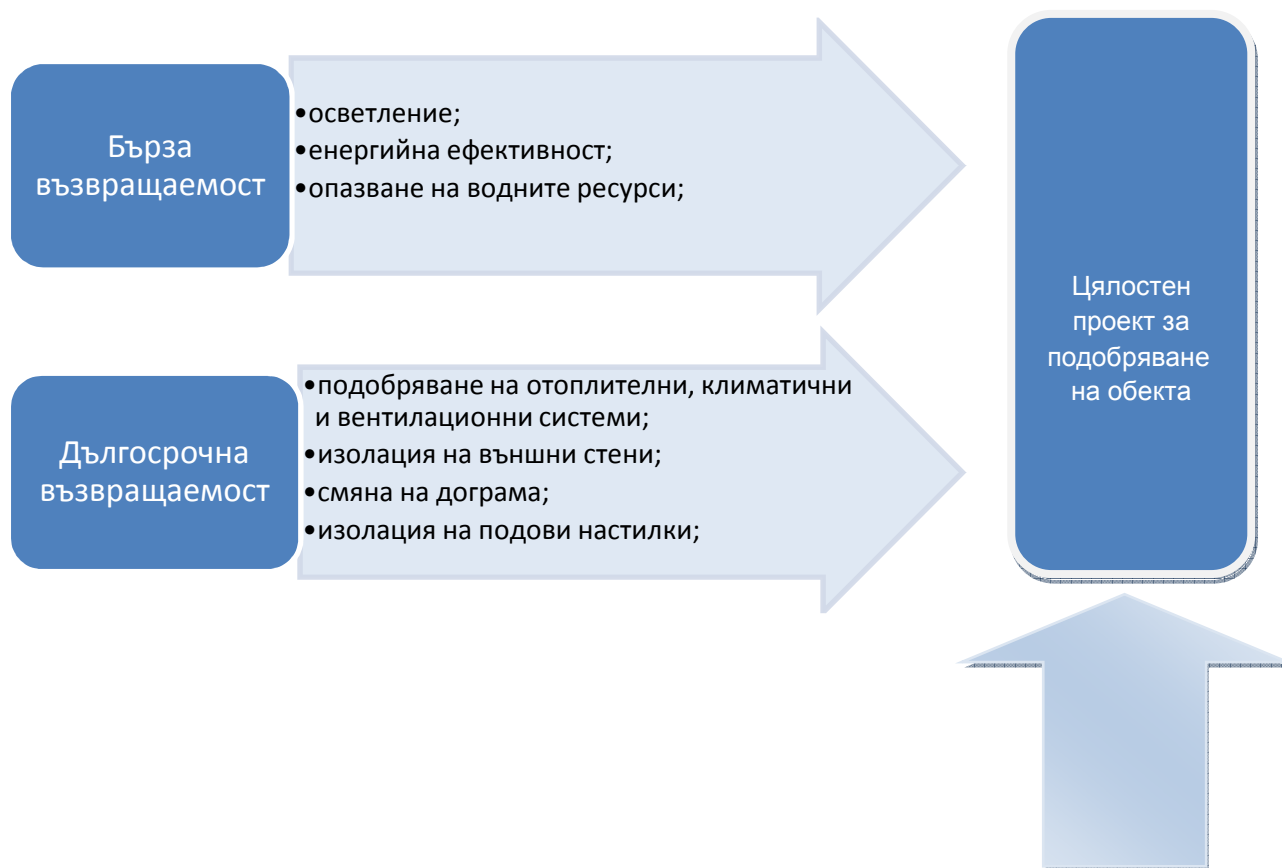 Бърза
възвращаемост
•осветление;
•енергийна ефективност;
•опазване на водните ресурси;
Дългосрочна
възвращаемост
•подобряване на отоплителни, климатични
и вентилационни системи;
•изолация на външни стени;
•смяна на дограма;
•изолация на подови настилки;
Цялостен
проект за
подобряване
на обекта